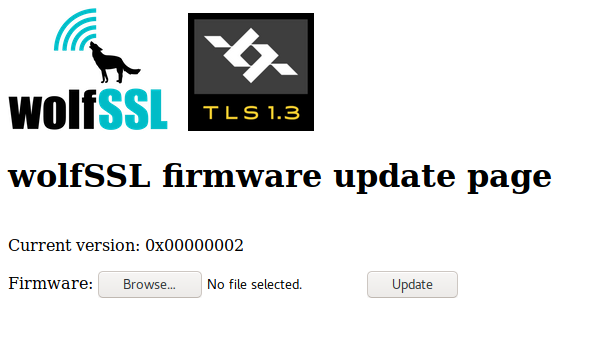 wolfSSL
TLS 1.3
wolfSSL firmware update page
Current version: 0x00000002
Firmware: Browse... No file selected. Update